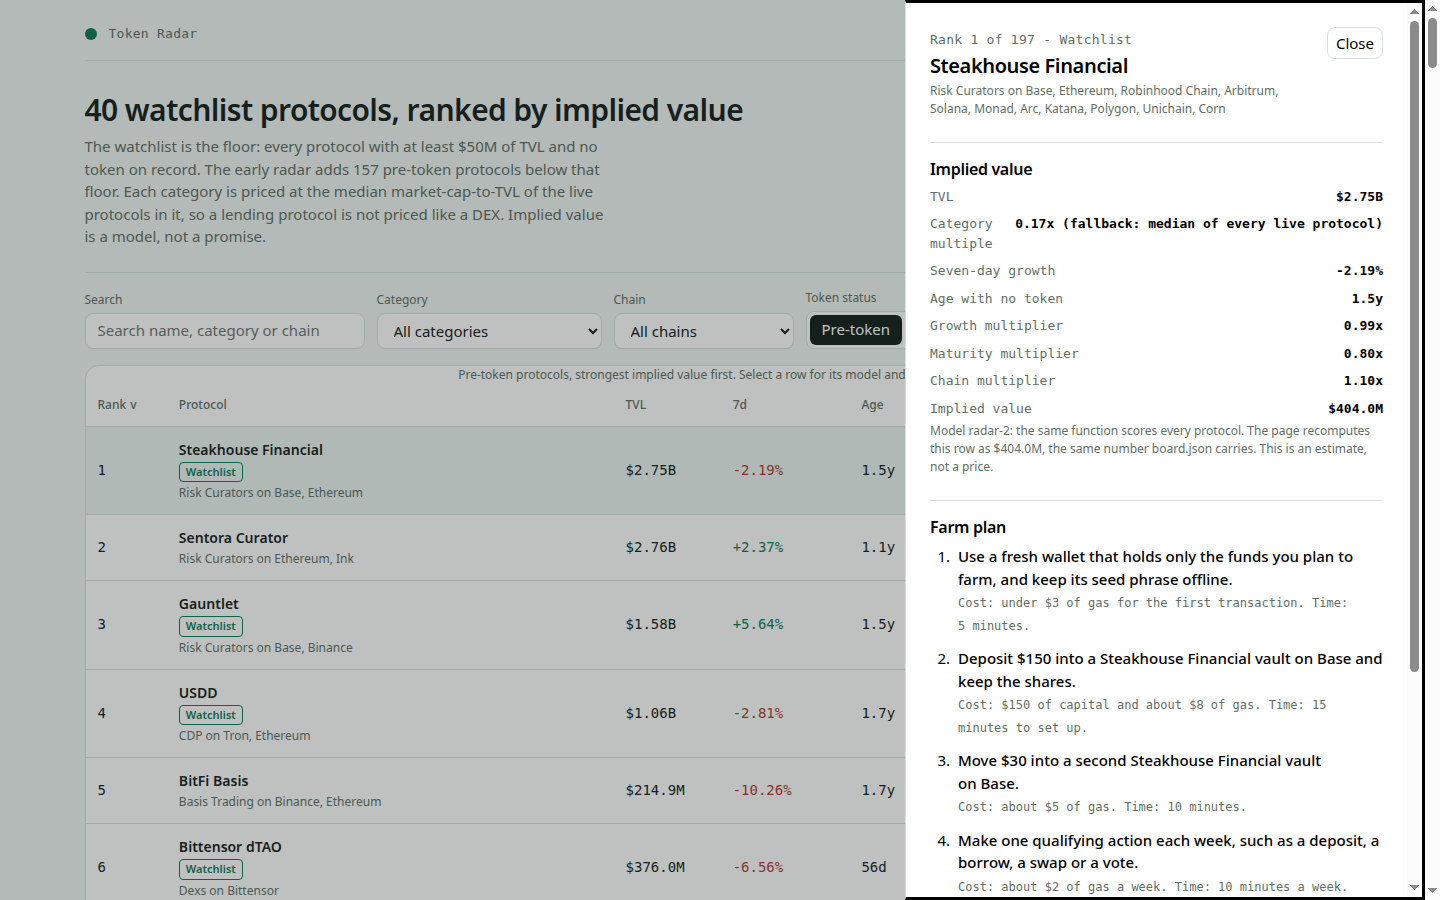 Token Radar
40 watchlist protocols, ranked by implied value
The watchlist is the floor: every protocol with at least $50M of TVL and no
token on record. The early radar adds 157 pre-token protocols below that
floor. Each category is priced at the median market-cap-to-TVL of the live
protocols in it, so a lending protocol is not priced like a DEX. Implied value
is a model, not a promise.
Search
Category
Chain
Token status
Search name, category or chain
All categories
All chains
Pre-token
Pre-token protocols, strongest implied value first. Select a row for its model and
Rank v
Protocol
TVL
7d
Age
1
Steakhouse Financial
Watchlist
Risk Curators on Base, Ethereum
$2.75B
-2.19%
1.5y
2
Sentora Curator
Risk Curators on Ethereum, Ink
$2.76B
+2.37%
1.1y
3
Gauntlet
Watchlist
Risk Curators on Base, Binance
$1.58B
+5.64%
1.5y
4
USDD
Watchlist
CDP on Tron, Ethereum
$1.06B
-2.81%
1.7y
5
BitFi Basis
Basis Trading on Binance, Ethereum
$214.9M
-10.26%
1.7y
6
Bittensor dTAO
Watchlist
Dexs on Bittensor
$376.0M
-6.56%
56d
Rank 1 of 197 - Watchlist
Close
Steakhouse Financial
Risk Curators on Base, Ethereum, Robinhood Chain, Arbitrum,
Solana, Monad, Arc, Katana, Polygon, Unichain, Corn
Implied value
TVL $2.75B
Category 0.17x (fallback: median of every live protocol)
multiple
Seven-day growth -2.19%
Age with no token 1.5y
Growth multiplier 0.99x
Maturity multiplier 0.80x
Chain multiplier 1.10x
Implied value $404.0M
Model radar-2: the same function scores every protocol. The page recomputes
this row as $404.0M, the same number board.json carries. This is an estimate,
not a price.
Farm plan
1. Use a fresh wallet that holds only the funds you plan to
farm, and keep its seed phrase offline.
Cost: under $3 of gas for the first transaction. Time:
5 minutes.
2. Deposit $150 into a Steakhouse Financial vault on Base and
keep the shares.
Cost: $150 of capital and about $8 of gas. Time: 15
minutes to set up.
3. Move $30 into a second Steakhouse Financial vault
on Base.
Cost: about $5 of gas. Time: 10 minutes.
4. Make one qualifying action each week, such as a deposit, a
borrow, a swap or a vote.
Cost: about $2 of gas a week. Time: 10 minutes a week.